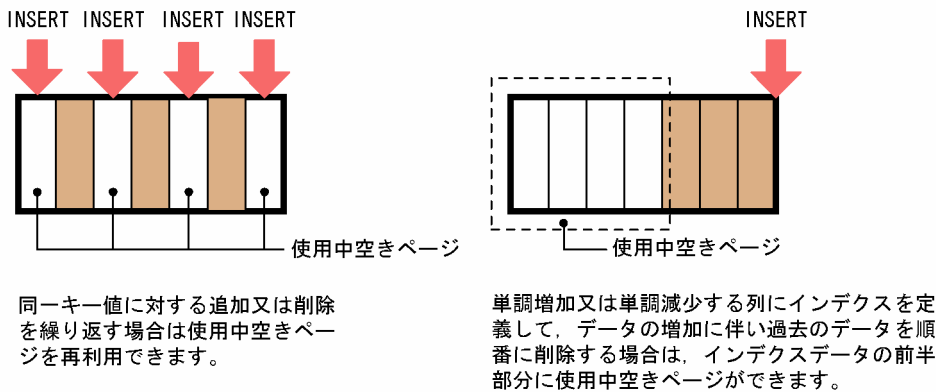 INSERT INSERT INSERT INSERT
INSERT
使用中空きページ
使用中空きページ
同一キー値に対する追加又は削除
を繰り返す場合は使用中空きペー
ジを再利用できます。
単調増加又は単調減少する列にインデクスを定
義して，データの増加に伴い過去のデータを順
番に削除する場合は，インデクスデータの前半
部分に使用中空きページができます。